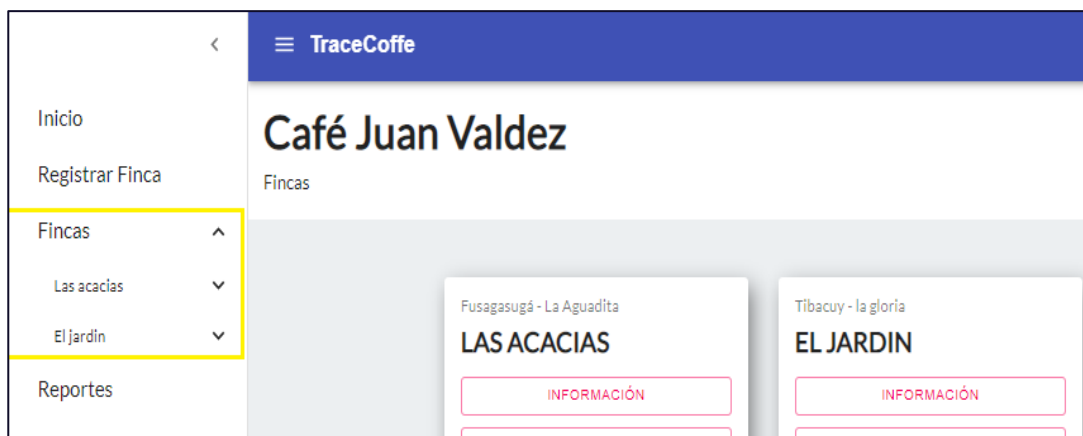 TraceCoffe
Inicio
Registrar Finca
Fincas
Las acacias
El jardin
Reportes
Café Juan Valdez
Fincas
Fusagasugá - La Aguadita
LAS ACACIAS
INFORMACIÓN
Tibacuy - la gloria
EL JARDIN
INFORMACIÓN